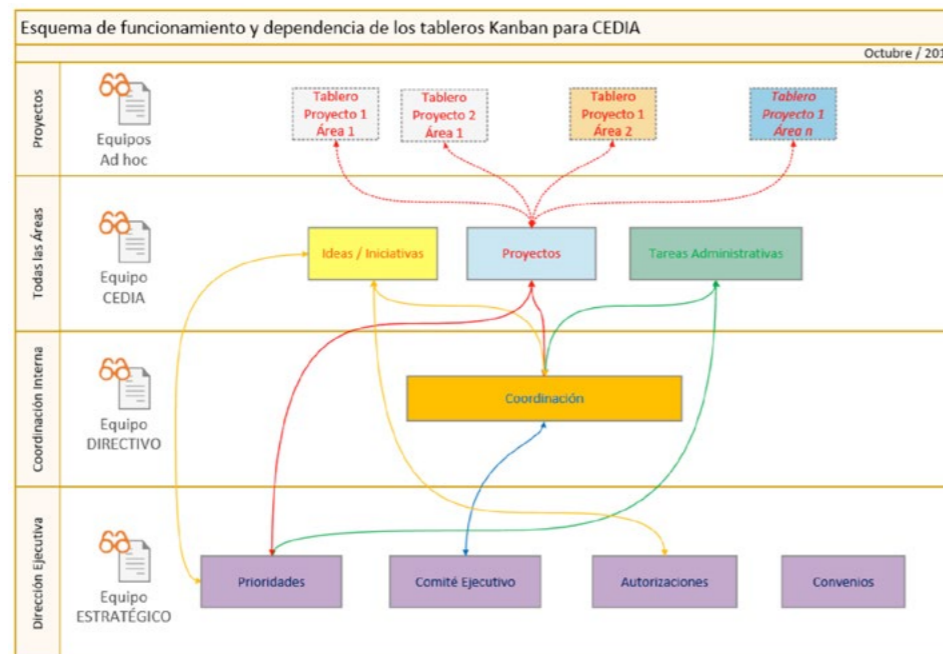 Esquema de funcionamiento y dependencia de los tableros Kanban para CEDIA
Octubre / 201
Proyectos
Equipos
Ad hoc
Tablero
Proyecto 1
Área 1
Tablero
Proyecto 2
Área 1
Tablero
Proyecto 1
Área 2
Tablero
Proyecto 1
Área n
Todas las Áreas
Equipo
CEDIA
Ideas / Iniciativas
Proyectos
Tareas Administrativas
Coordinación Interna
Equipo
DIRECTIVO
Coordinación
Dirección Ejecutiva
Equipo
ESTRATÉGICO
Prioridades
Comité Ejecutivo
Autorizaciones
Convenios